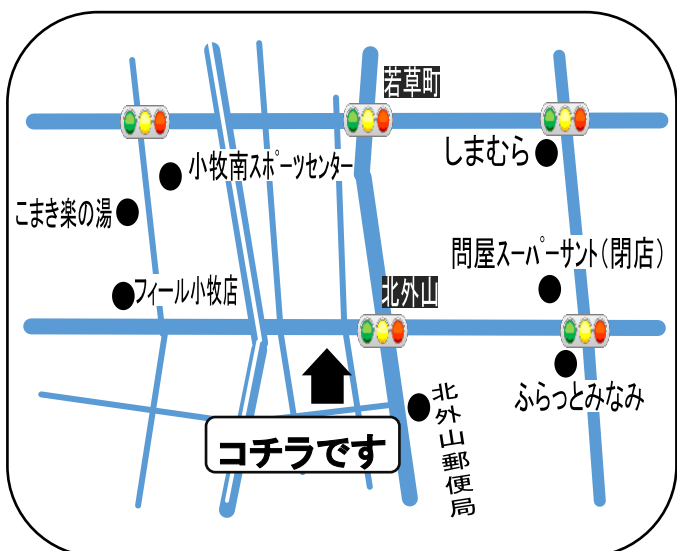 若草町
しまむら
小牧南スポーツセンター
こまき楽の湯
問屋スーパーサント(閉店)
フィール小牧店
北外山
ふらっとみなみ
北外山郵便局
コチラです